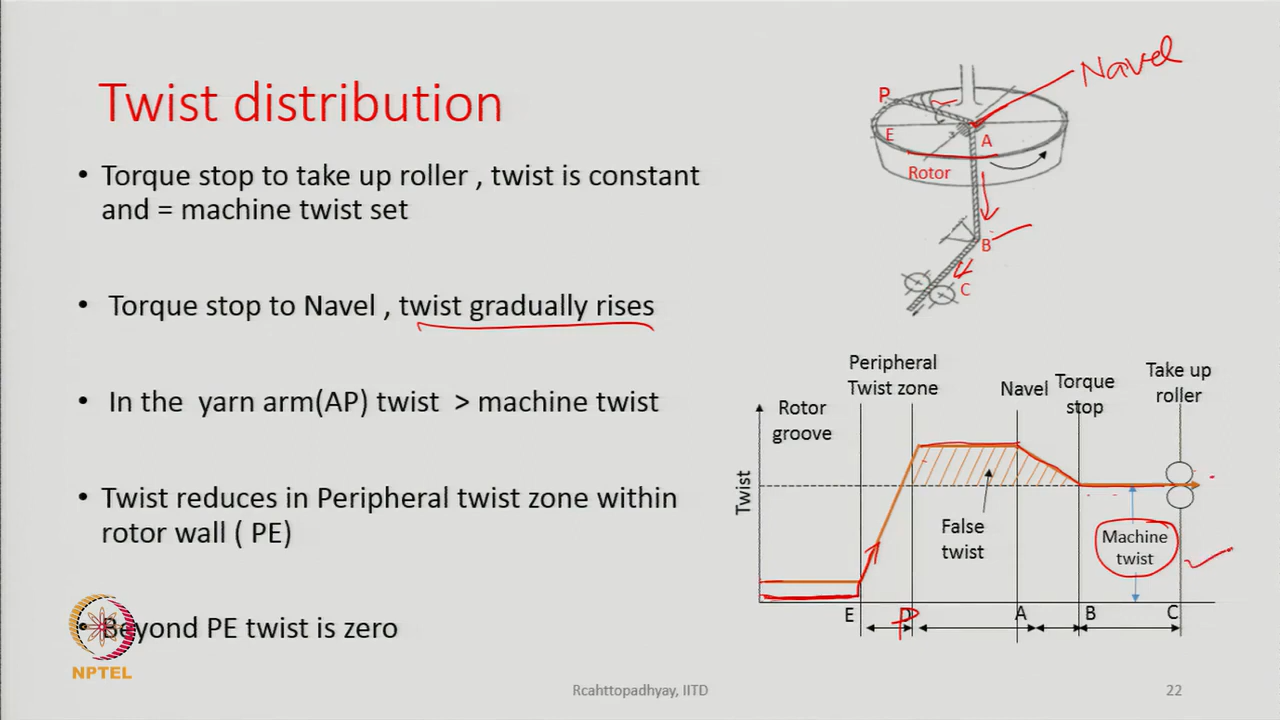 Twist distribution
• Torque stop to take up roller , twist is constant
and = machine twist set
• Torque stop to Navel , twist gradually rises
• In the yarn arm(AP) twist > machine twist
• Twist reduces in Peripheral twist zone within
rotor wall ( PE)
Beyond PE twist is zero
NPTEL
Navel
P
E
A
Rotor
B
C
Peripheral
Twist zone
Rotor
groove
Navel
Torque
stop
Take up
roller
Twist
False
twist
Machine
twist
E
P
A
B
C
Rcahttopadhyay, IITD
22